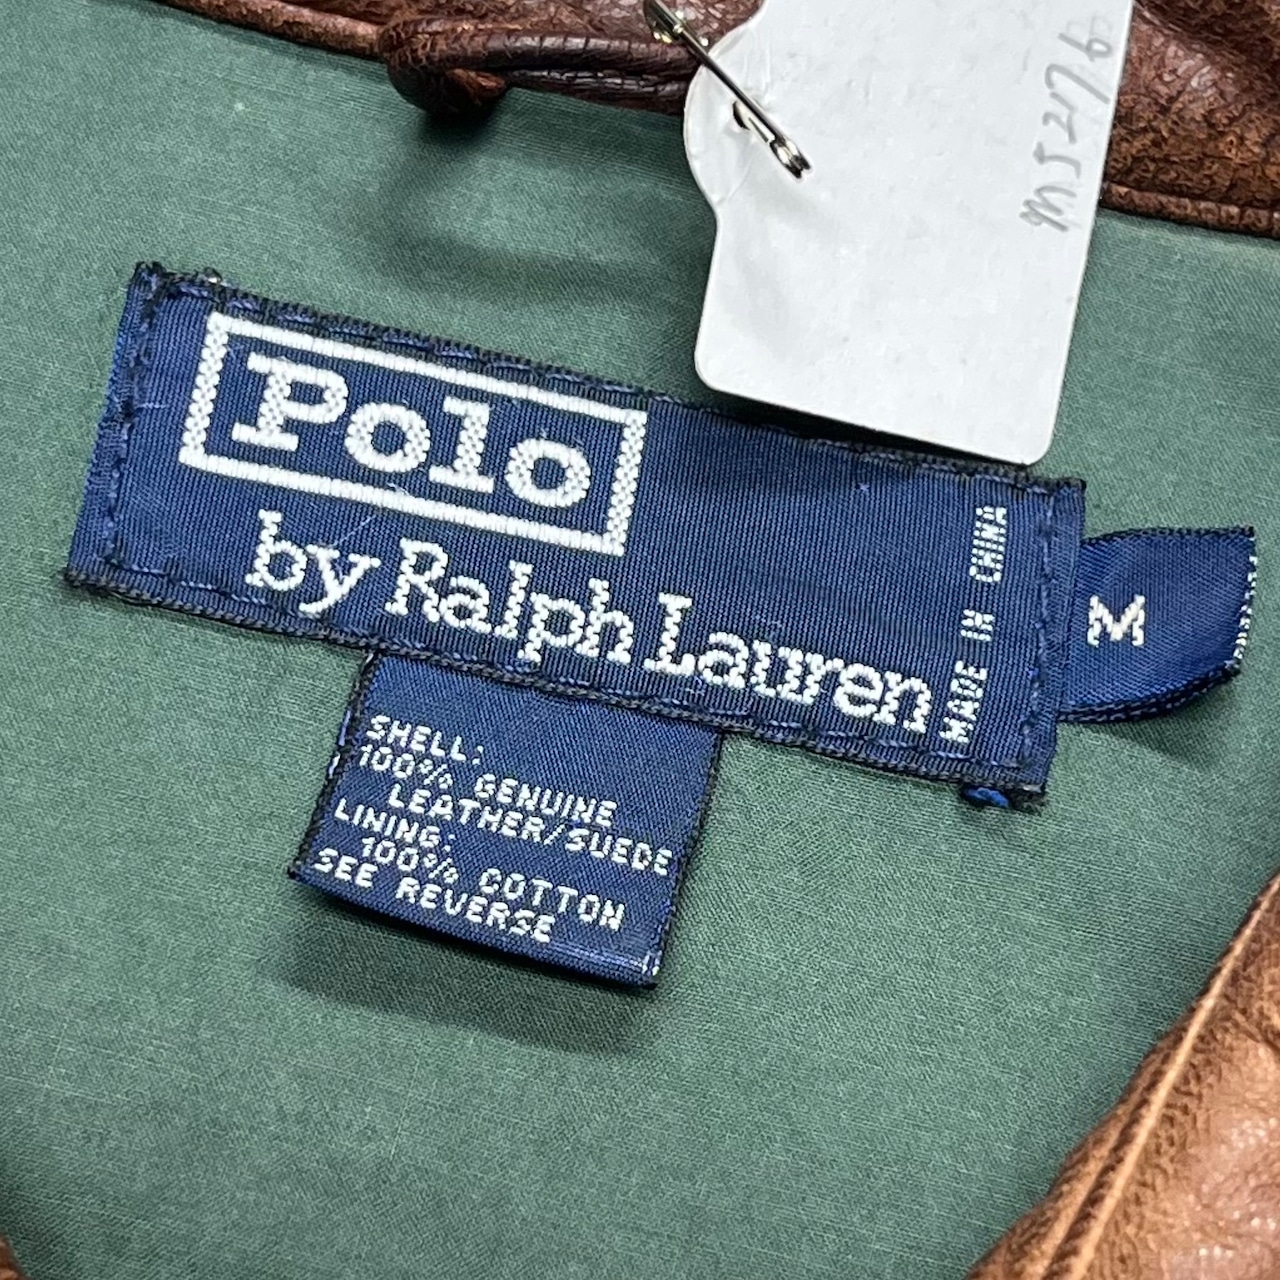 Polo
by Ralph Lauren
MADE IN CHINA
M
SHELL:
100% GENUINE
LEATHER/SUEDE
LINING:
100% COTTON
SEE REVERSE